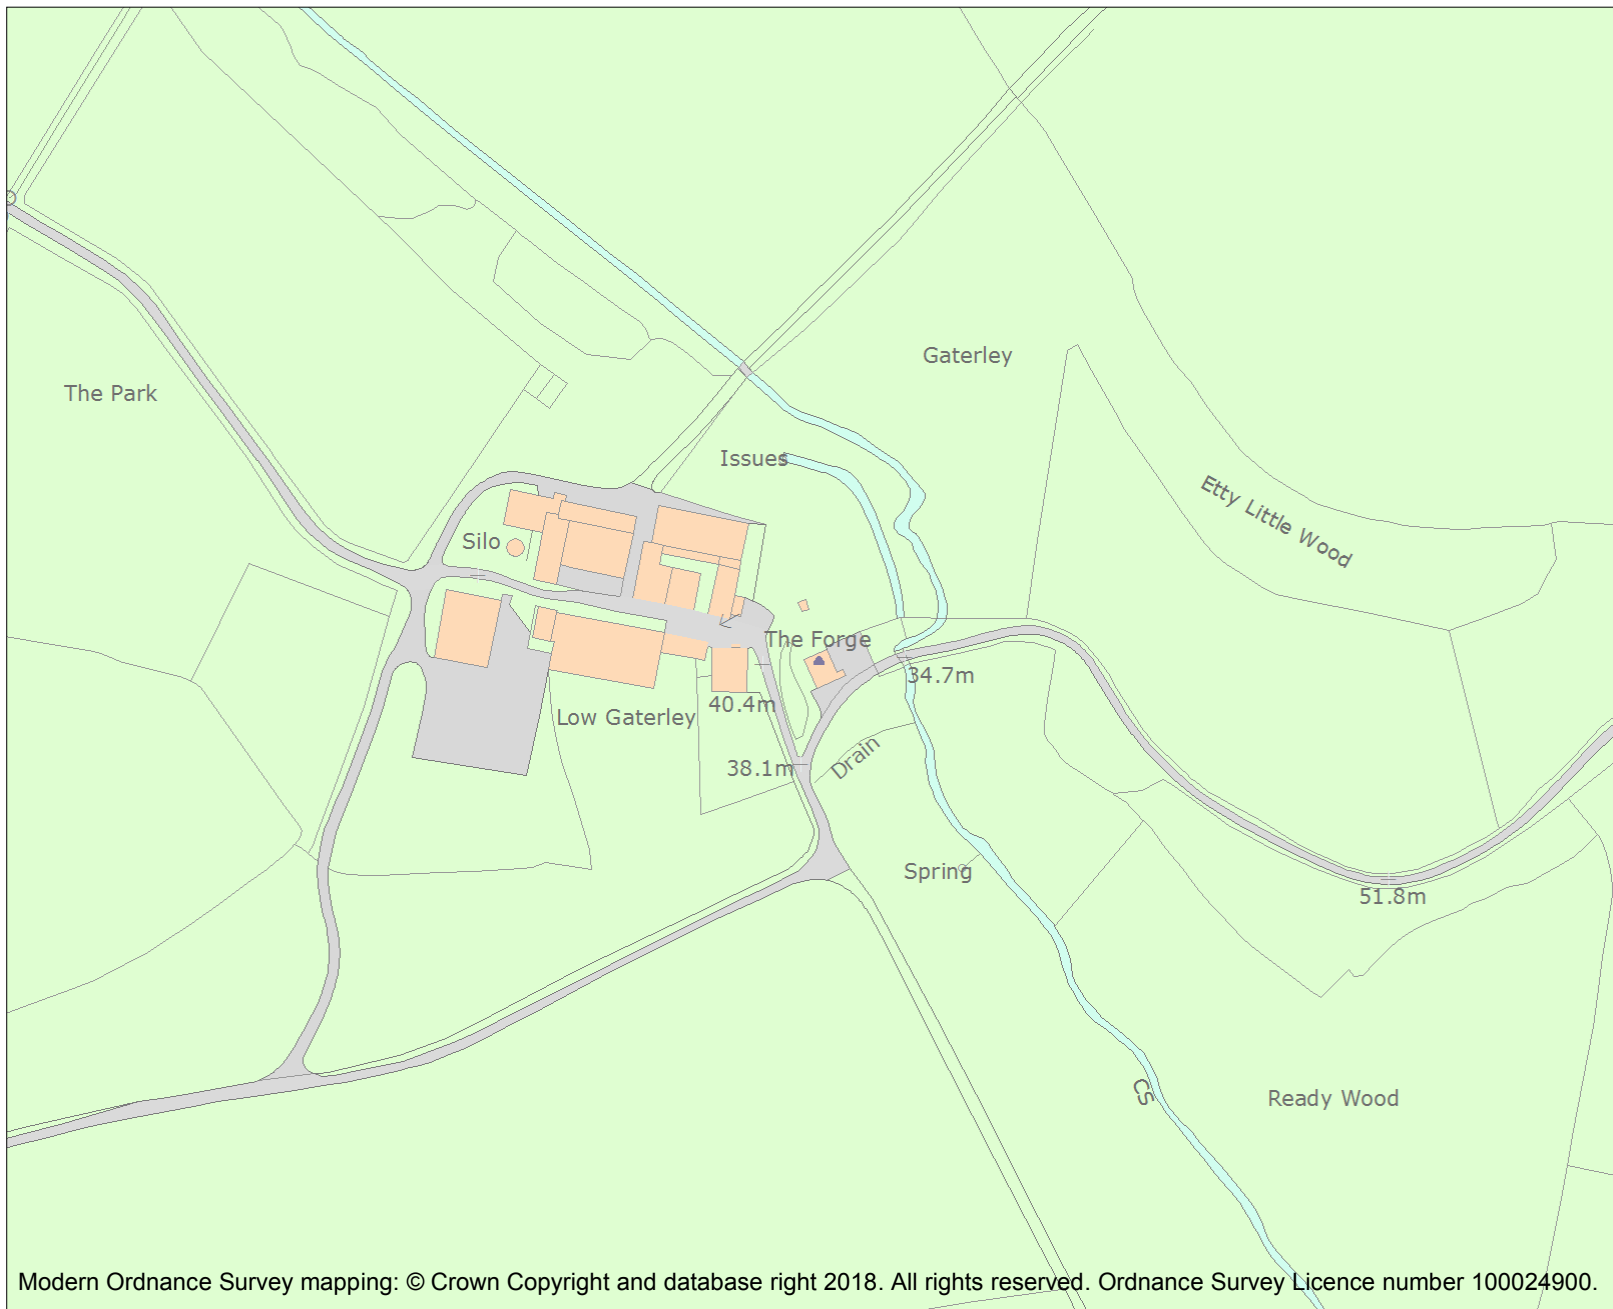 Gaterley
The Park
Issues
Etty Little Wood
Silo
The Forge
34.7m
40.4m
Low Gaterley
38.1m
Drain
Spring
51.8m
CS
Ready Wood
Modern Ordnance Survey mapping: © Crown Copyright and database right 2018. All rights reserved. Ordnance Survey Licence number 100024900.